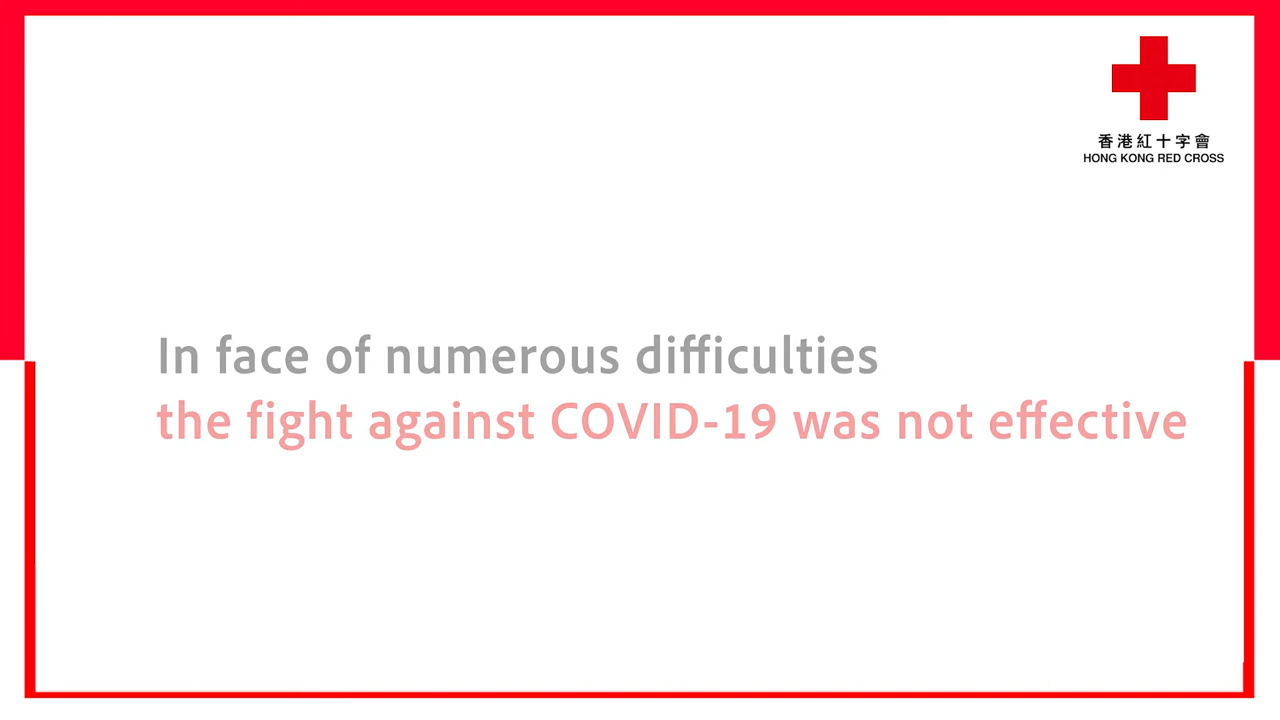 香港紅十字會
HONG KONG RED CROSS
In face of numerous difficulties
the fight against COVID-19 was not effective